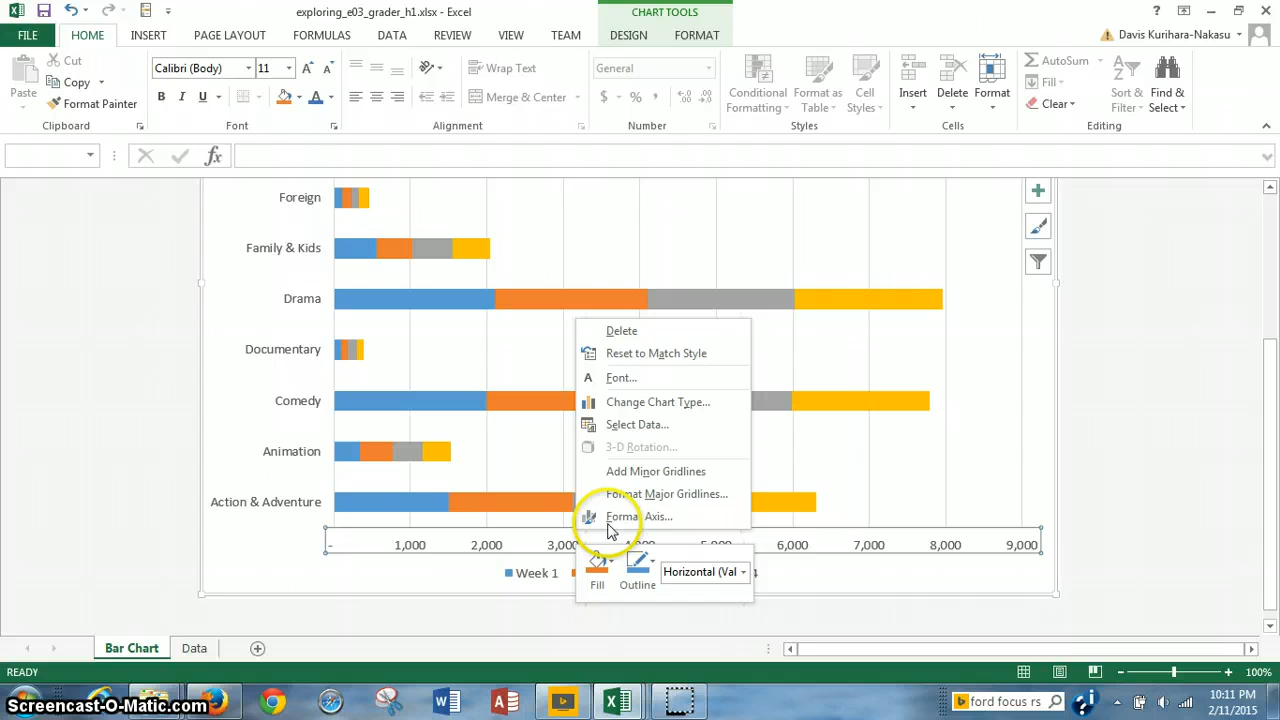 exploring_e03_grader_h1.xlsx - Excel
CHART TOOLS
?
FILE HOME INSERT PAGE LAYOUT FORMULAS DATA REVIEW VIEW TEAM DESIGN FORMAT Davis Kurihara-Nakasu
Cut
Copy
Format Painter
Paste
Clipboard
Calibri (Body) 11
B I U
Font
Wrap Text
Merge & Center
Alignment
General
$ % ,
Number
Conditional Formatting
Format as Table
Cell Styles
Styles
Insert
Delete
Format
Cells
AutoSum
Fill
Clear
Sort & Filter
Find & Select
Editing
fx
Foreign
Family & Kids
Drama
Documentary
Comedy
Animation
Action & Adventure
Delete
Reset to Match Style
Font...
Change Chart Type...
Select Data...
3-D Rotation...
Add Minor Gridlines
Format Major Gridlines...
Format Axis...
- 1,000 2,000 3,000 4,000 5,000 6,000 7,000 8,000 9,000
Week 1 4
Fill
Outline
Horizontal (Val
Bar Chart Data
READY
100%
Screencast-O-Matic.com
ford focus rs
10:11 PM
2/11/2015